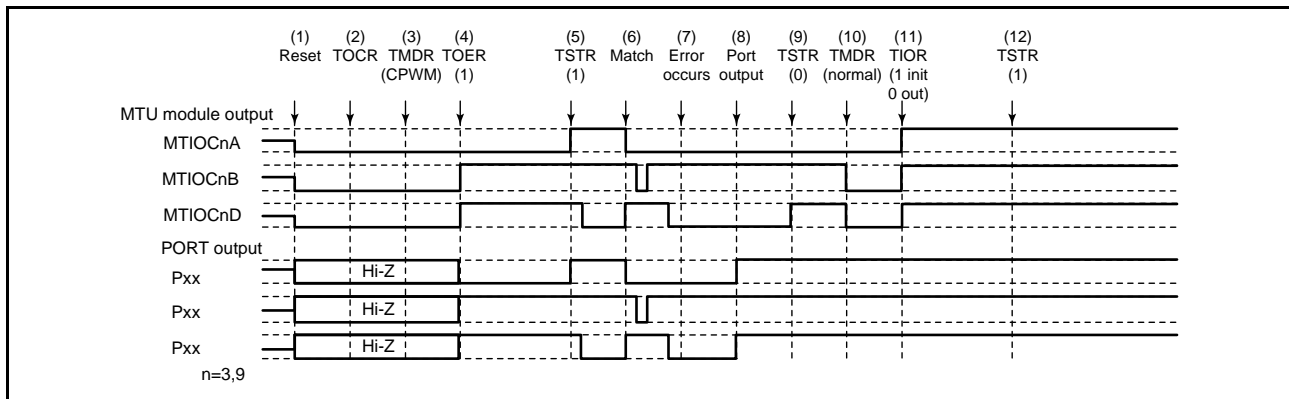 (1) (2) (3) (4) (5) (6) (7) (8) (9) (10) (11) (12)
Reset TOCR TMDR TOER TSTR Match Error Port TSTR TMDR TIOR TSTR
(CPWM) (1) (1) occurs output (0) (normal) (1 init (1)
0 out)
MTU module output
MTIOCnA
MTIOCnB
MTIOCnD
PORT output
Pxx Hi-Z
Pxx Hi-Z
Pxx Hi-Z
n=3,9